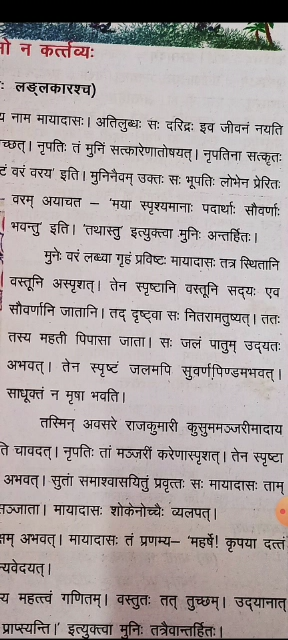 न कर्त्तव्यः
लङ्लकारश्च)
नाम मायादासः। अतिलुब्धः सः दरिद्रः इव जीवनं नयति
च्छत्। नृपतिः तं मुनिं सत्कारेणातोषयत्। नृपतिना सत्कृतः
वरं वरय' इति। मुनिनैवम् उक्तः सः भूपतिः लोभेन प्रेरितः
वरम् अयाचत – 'मया स्पृश्यमानाः पदार्थाः सौवर्णाः
भवन्तु' इति। 'तथास्तु' इत्युक्त्वा मुनिः अन्तर्हितः।
मुनेः वरं लब्ध्वा गृहं प्रविष्टः मायादासः तत्र स्थितानि
वस्तूनि अस्पृशत्। तेन स्पृष्टानि वस्तूनि सद्यः एव
सौवर्णानि जातानि। तद् दृष्ट्वा सः नितरामतुष्यत्। ततः
तस्य महती पिपासा जाता। सः जलं पातुम् उद्यतः
अभवत्। तेन स्पृष्टं जलमपि सुवर्णपिण्डमभवत्।
साधूक्तं न मृषा भवति।
तस्मिन् अवसरे राजकुमारी कुसुममञ्जरीमादाय
ति चावदत्। नृपतिः तां मञ्जरीं करेणास्पृशत्। तेन स्पृष्टा
अभवत्। सुतां समाश्वासयितुं प्रवृत्तः सः मायादासः ताम्
सञ्जाता। मायादासः शोकेनोच्चैः व्यलपत्।
क्षम् अभवत्। मायादासः तं प्रणम्य– 'महर्षे! कृपया दत्तं
न्यवेदयत्।
स्य महत्त्वं गणितम्। वस्तुतः तत् तुच्छम्। उद्यानात्
प्राप्स्यन्ति।' इत्युक्त्वा मुनिः तत्रैवान्तर्हितः।